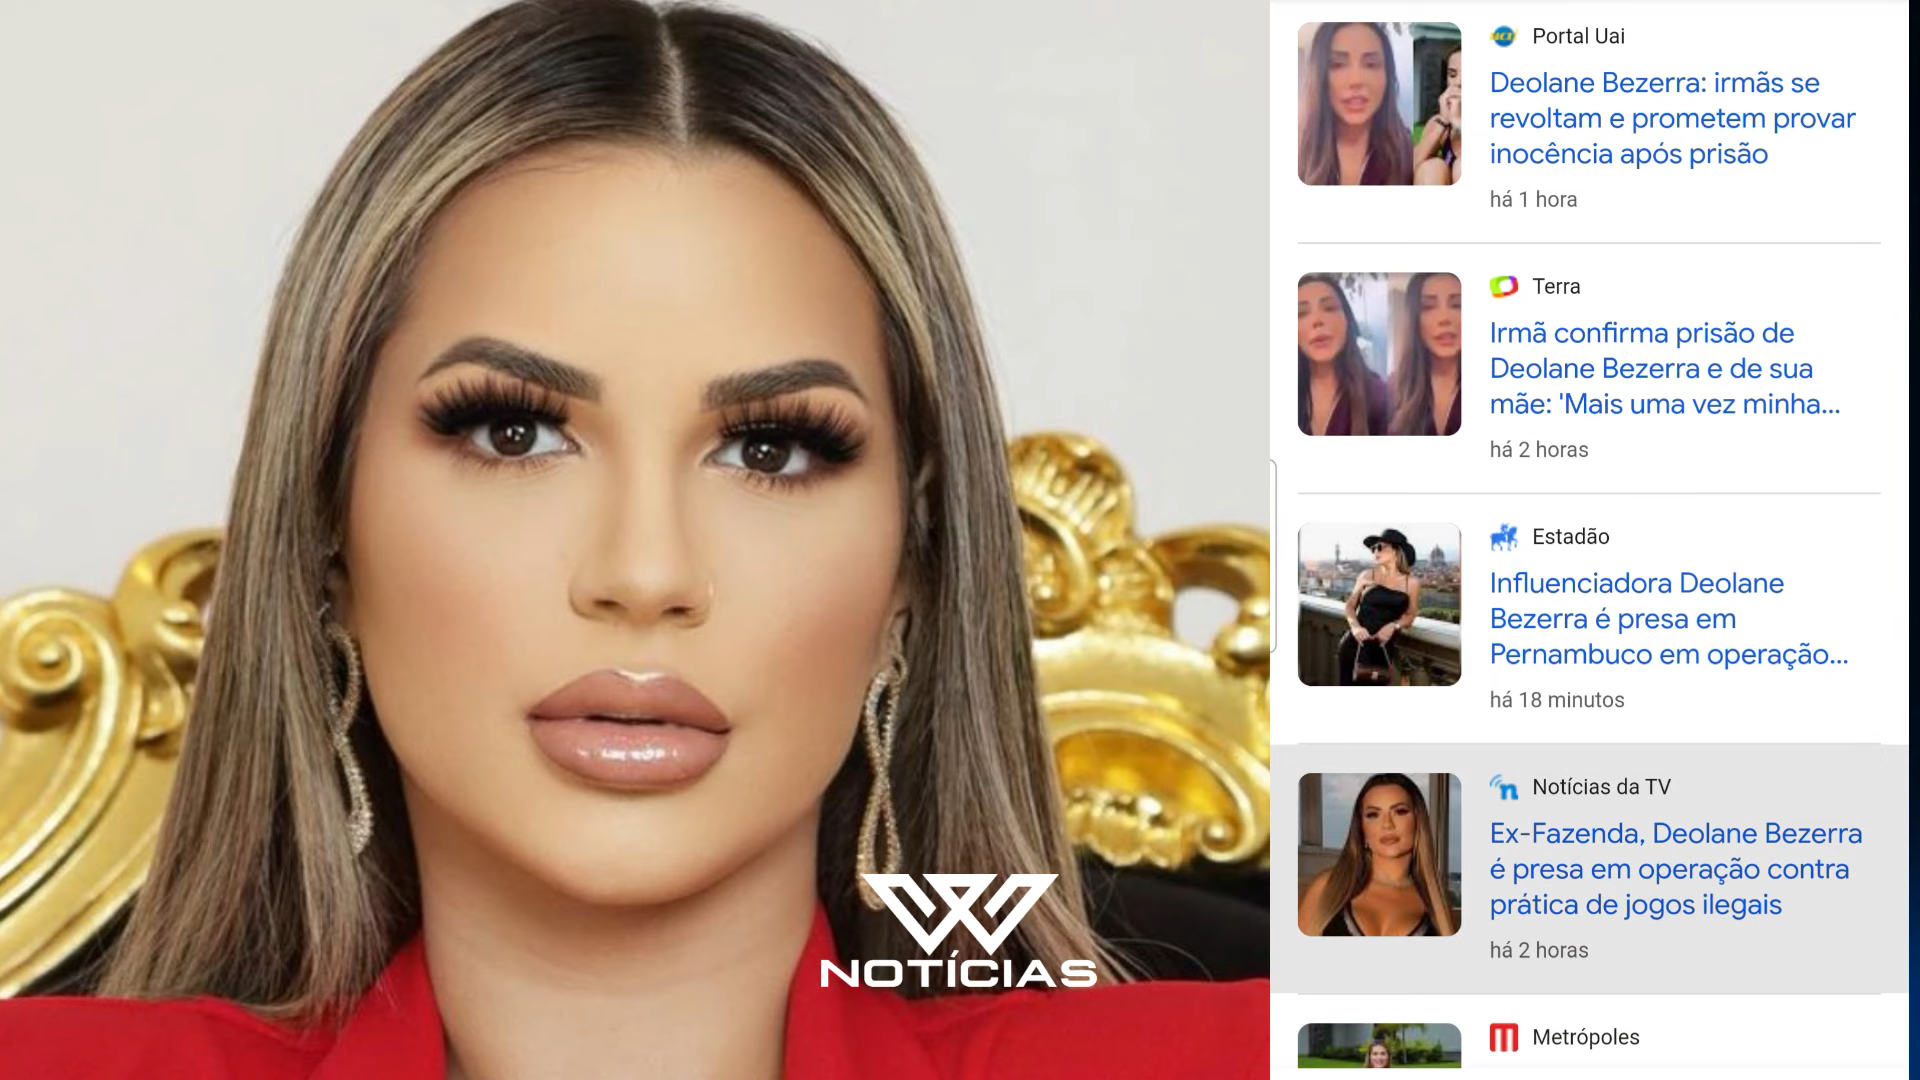 NOTÍCIAS
Portal Uai
Deolane Bezerra: irmãs se
revoltam e prometem provar
inocência após prisão
há 1 hora
Terra
Irmã confirma prisão de
Deolane Bezerra e de sua
mãe: 'Mais uma vez minha...
há 2 horas
Estadão
Influenciadora Deolane
Bezerra é presa em
Pernambuco em operação...
há 18 minutos
Notícias da TV
Ex-Fazenda, Deolane Bezerra
é presa em operação contra
prática de jogos ilegais
há 2 horas
Metrópoles